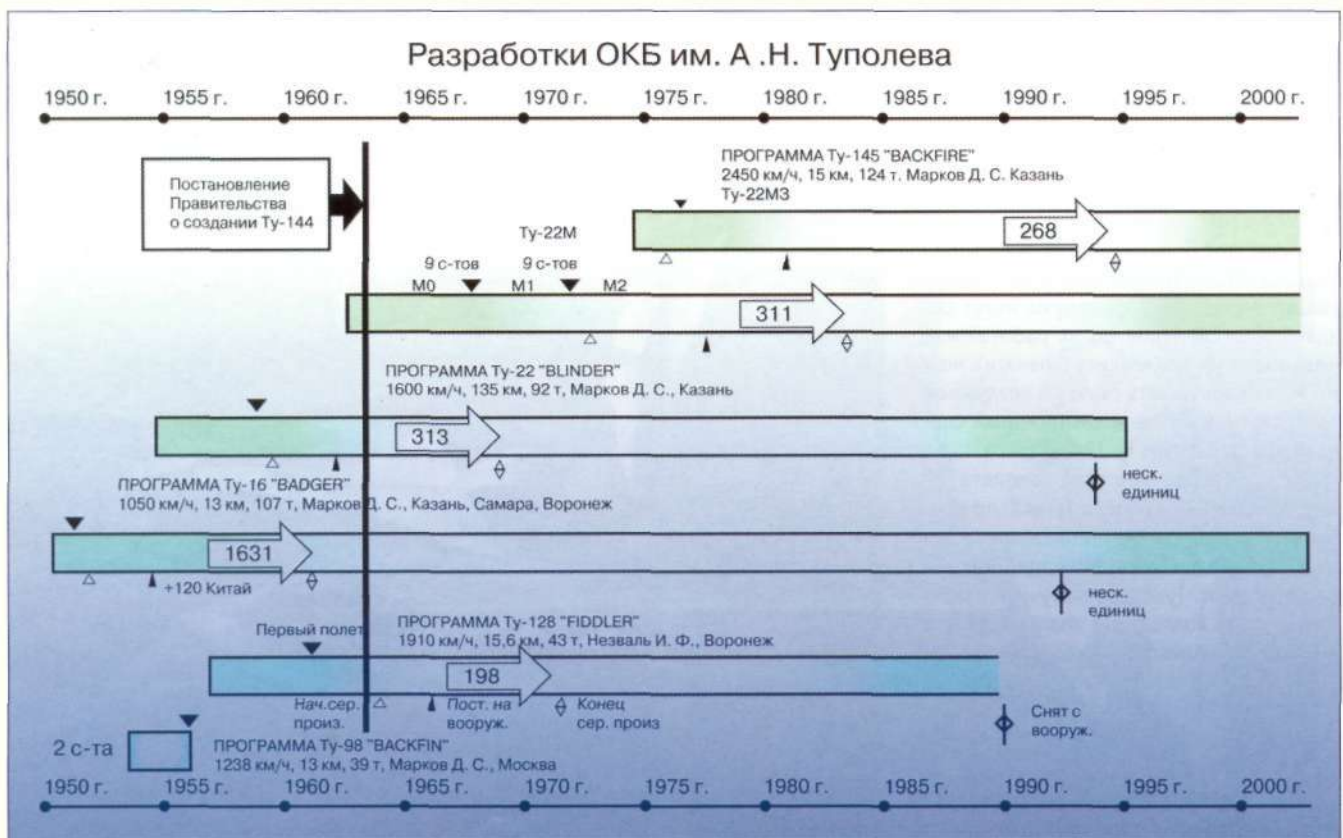 Разработки ОКБ им. А .Н. Туполева
1950 г. 1955 г. 1960 г. 1965 г. 1970 г. 1975 г. 1980 г. 1985 г. 1990 г. 1995 г. 2000 г.
Постановление
Правительства
о создании Ту-144
ПРОГРАММА Ту-145 "BACKFIRE"
2450 км/ч, 15 км, 124 т. Марков Д. С. Казань
Ту-22М3
268
Ту-22М
9 с-тов 9 с-тов
М0 М1 М2
311
ПРОГРАММА Ту-22 "BLINDER"
1600 км/ч, 135 км, 92 т, Марков Д. С., Казань
313
неск.
единиц
ПРОГРАММА Ту-16 "BADGER"
1050 км/ч, 13 км, 107 т, Марков Д. С., Казань, Самара, Воронеж
1631
+120 Китай
неск.
единиц
Первый полет
ПРОГРАММА Ту-128 "FIDDLER"
1910 км/ч, 15,6 км, 43 т, Незваль И. Ф., Воронеж
198
Нач.сер.
произ.
Пост. на
вооруж.
Конец
сер. произ
Снят с
вооруж.
2 с-та
ПРОГРАММА Ту-98 "BACKFIN"
1238 км/ч, 13 км, 39 т, Марков Д. С., Москва
1950 г. 1955 г. 1960 г. 1965 г. 1970 г. 1975 г. 1980 г. 1985 г. 1990 г. 1995 г. 2000 г.